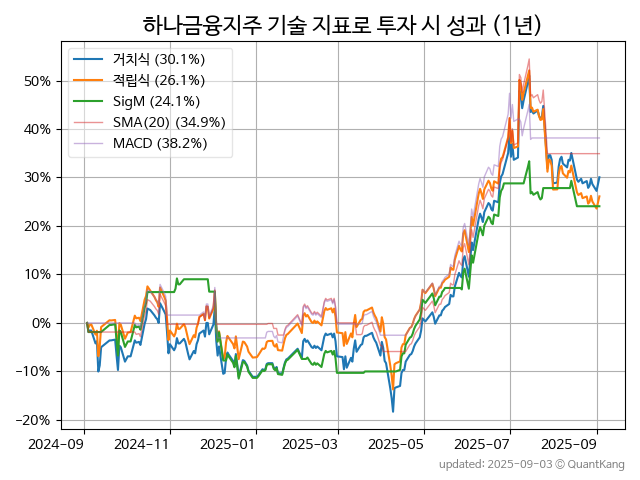 하나금융지주 기술 지표로 투자 시 성과 (1년)
거치식 (30.1%)
적립식 (26.1%)
SigM (24.1%)
SMA(20) (34.9%)
MACD (38.2%)
50%
40%
30%
20%
10%
0%
−10%
−20%
2024-09 2024-11 2025-01 2025-03 2025-05 2025-07 2025-09
updated: 2025-09-03 © QuantKang